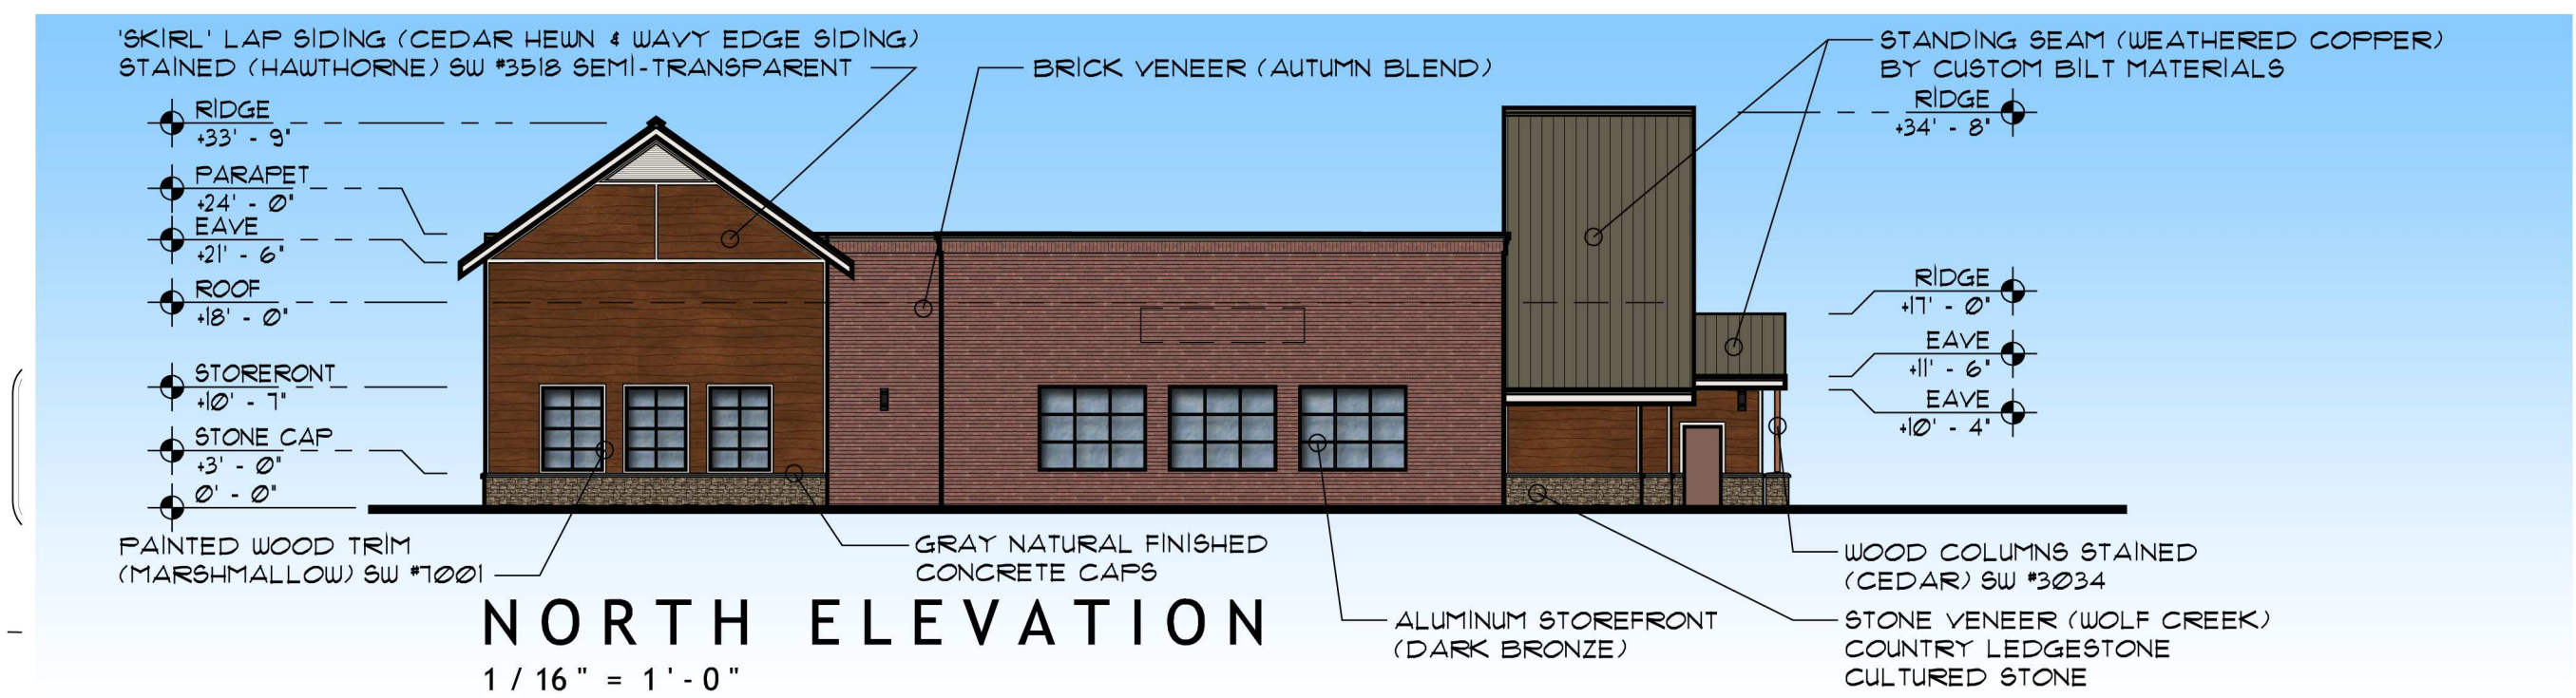 'SKIRL' LAP SIDING (CEDAR HEWN & WAVY EDGE SIDING)
STAINED (HAWTHORNE) SW #3518 SEMI-TRANSPARENT
BRICK VENEER (AUTUMN BLEND)
STANDING SEAM (WEATHERED COPPER)
BY CUSTOM BILT MATERIALS
RIDGE
+33' - 9"
PARAPET
+24' - 0"
EAVE
+21' - 6"
ROOF
+18' - 0"
STORERONT
+10' - 7"
STONE CAP
+3' - 0"
0' - 0"
RIDGE
+34' - 8"
RIDGE
+17' - 0"
EAVE
+11' - 6"
EAVE
+10' - 4"
PAINTED WOOD TRIM
(MARSHMALLOW) SW #7001
GRAY NATURAL FINISHED
CONCRETE CAPS
ALUMINUM STOREFRONT
(DARK BRONZE)
WOOD COLUMNS STAINED
(CEDAR) SW #3034
STONE VENEER (WOLF CREEK)
COUNTRY LEDGESTONE
CULTURED STONE
NORTH ELEVATION
1/16" = 1'-0"